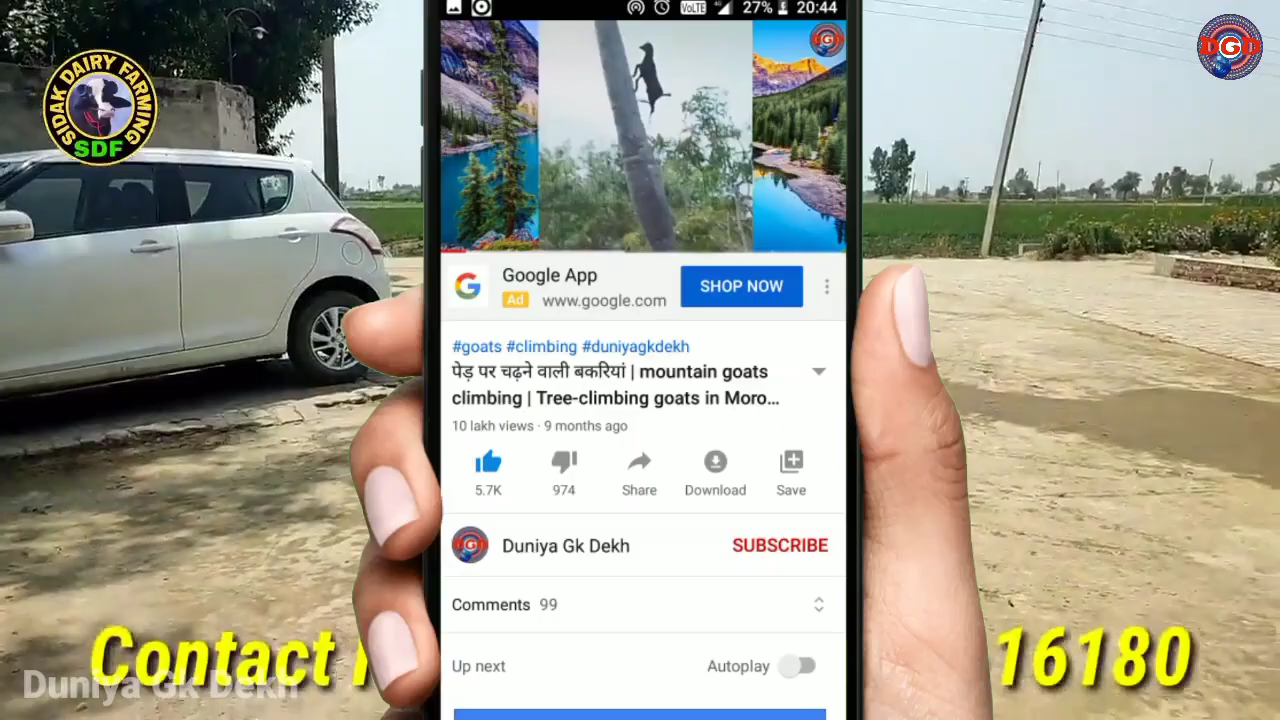 VoLTE 27% 20:44
DGD
SIDAK DAIRY FARMING
SDF
DGD
Google App
SHOP NOW
Ad www.google.com
#goats #climbing #duniyagkdekh
पेड़ पर चढ़ने वाली बकरियां | mountain goats
climbing | Tree-climbing goats in Moro...
10 lakh views · 9 months ago
5.7K 974 Share Download Save
DGD
Duniya Gk Dekh SUBSCRIBE
Comments 99
Up next Autoplay
Contact 16180
Duniya Gk Dekh